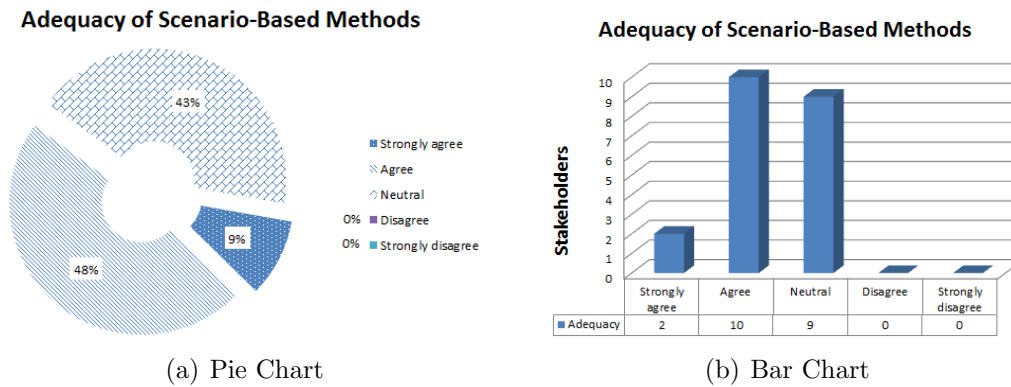 Adequacy of Scenario-Based Methods
43%
9%
48%
Strongly agree
Agree
Neutral
0% Disagree
0% Strongly disagree
(a) Pie Chart
Adequacy of Scenario-Based Methods
Stakeholders
10
9
8
7
6
5
4
3
2
1
0
Strongly agree Agree Neutral Disagree Strongly disagree
Adequacy 2 10 9 0 0
(b) Bar Chart